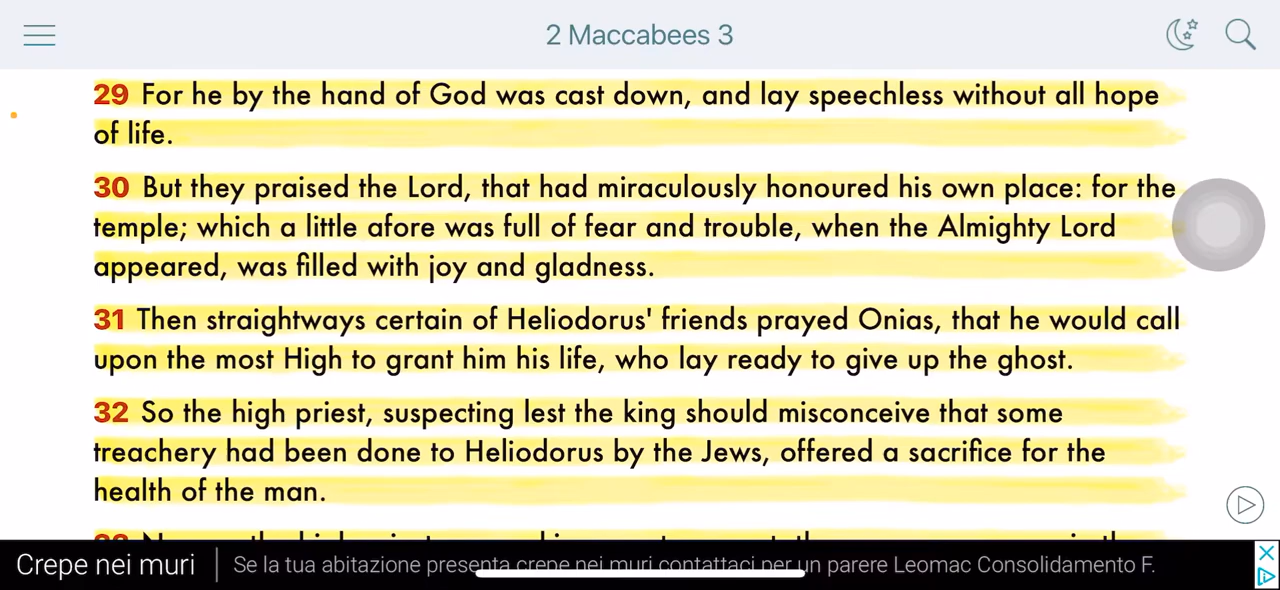 2 Maccabees 3
29 For he by the hand of God was cast down, and lay speechless without all hope
of life.
30 But they praised the Lord, that had miraculously honoured his own place: for the
temple; which a little afore was full of fear and trouble, when the Almighty Lord
appeared, was filled with joy and gladness.
31 Then straightways certain of Heliodorus' friends prayed Onias, that he would call
upon the most High to grant him his life, who lay ready to give up the ghost.
32 So the high priest, suspecting lest the king should misconceive that some
treachery had been done to Heliodorus by the Jews, offered a sacrifice for the
health of the man.
Crepe nei muri
Se la tua abitazione presenta crepe nei muri contattaci per un parere Leomac Consolidamento F.